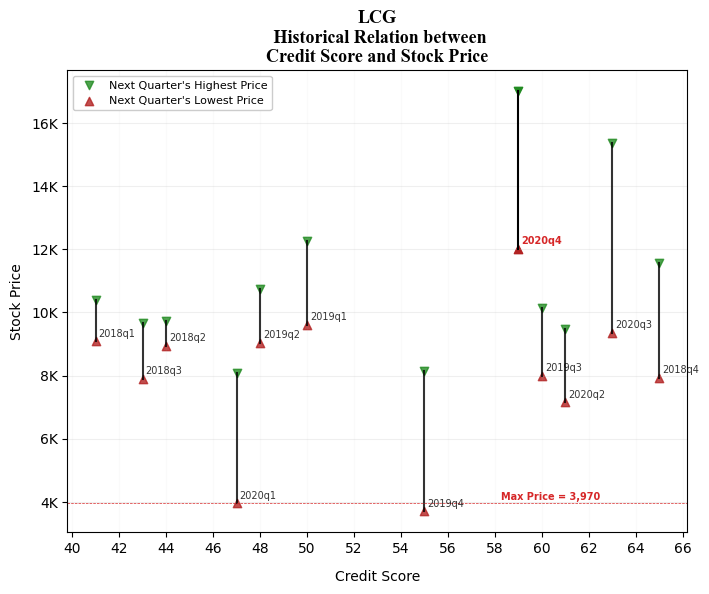 LCG
Historical Relation between
Credit Score and Stock Price
Next Quarter's Highest Price
Next Quarter's Lowest Price
16K
14K
12K
10K
8K
6K
4K
Stock Price
2020q4
2019q1
2020q3
2018q1
2018q2
2019q2
2018q3
2019q3
2018q4
2020q2
2020q1
2019q4
Max Price = 3,970
40 42 44 46 48 50 52 54 56 58 60 62 64 66
Credit Score